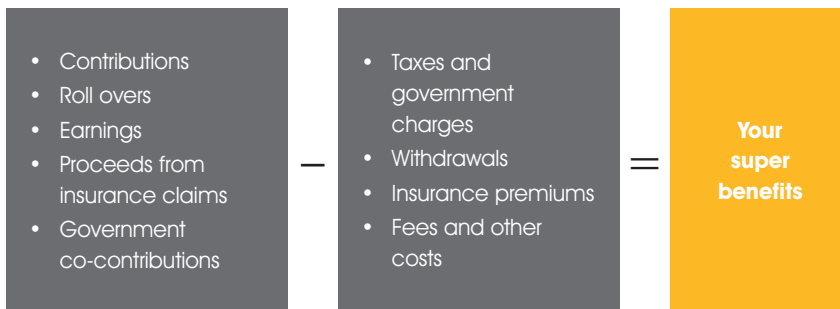 • Contributions
• Roll overs
• Earnings
• Proceeds from
insurance claims
• Government
co-contributions
–
• Taxes and
government
charges
• Withdrawals
• Insurance premiums
• Fees and other
costs
=
Your
super
benefits